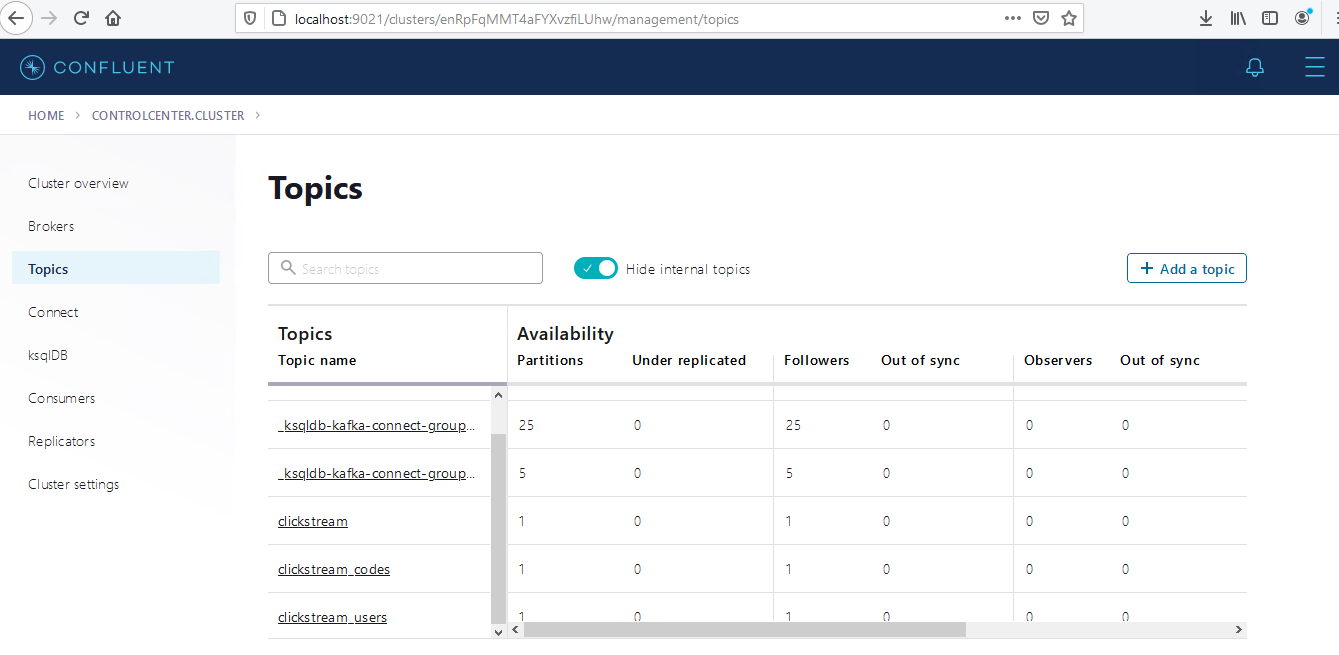 localhost:9021/clusters/enRpFqMMT4aFYXvzfiLUhw/management/topics
CONFLUENT
HOME > CONTROLCENTER.CLUSTER >
Cluster overview
Brokers
Topics
Connect
ksqlDB
Consumers
Replicators
Cluster settings
Topics
Search topics
Hide internal topics
+ Add a topic
Topics Availability
Topic name Partitions Under replicated Followers Out of sync Observers Out of sync
_ksqldb-kafka-connect-group... 25 0 25 0 0 0
_ksqldb-kafka-connect-group... 5 0 5 0 0 0
clickstream 1 0 1 0 0 0
clickstream_codes 1 0 1 0 0 0
clickstream_users 1 0 1 0 0 0